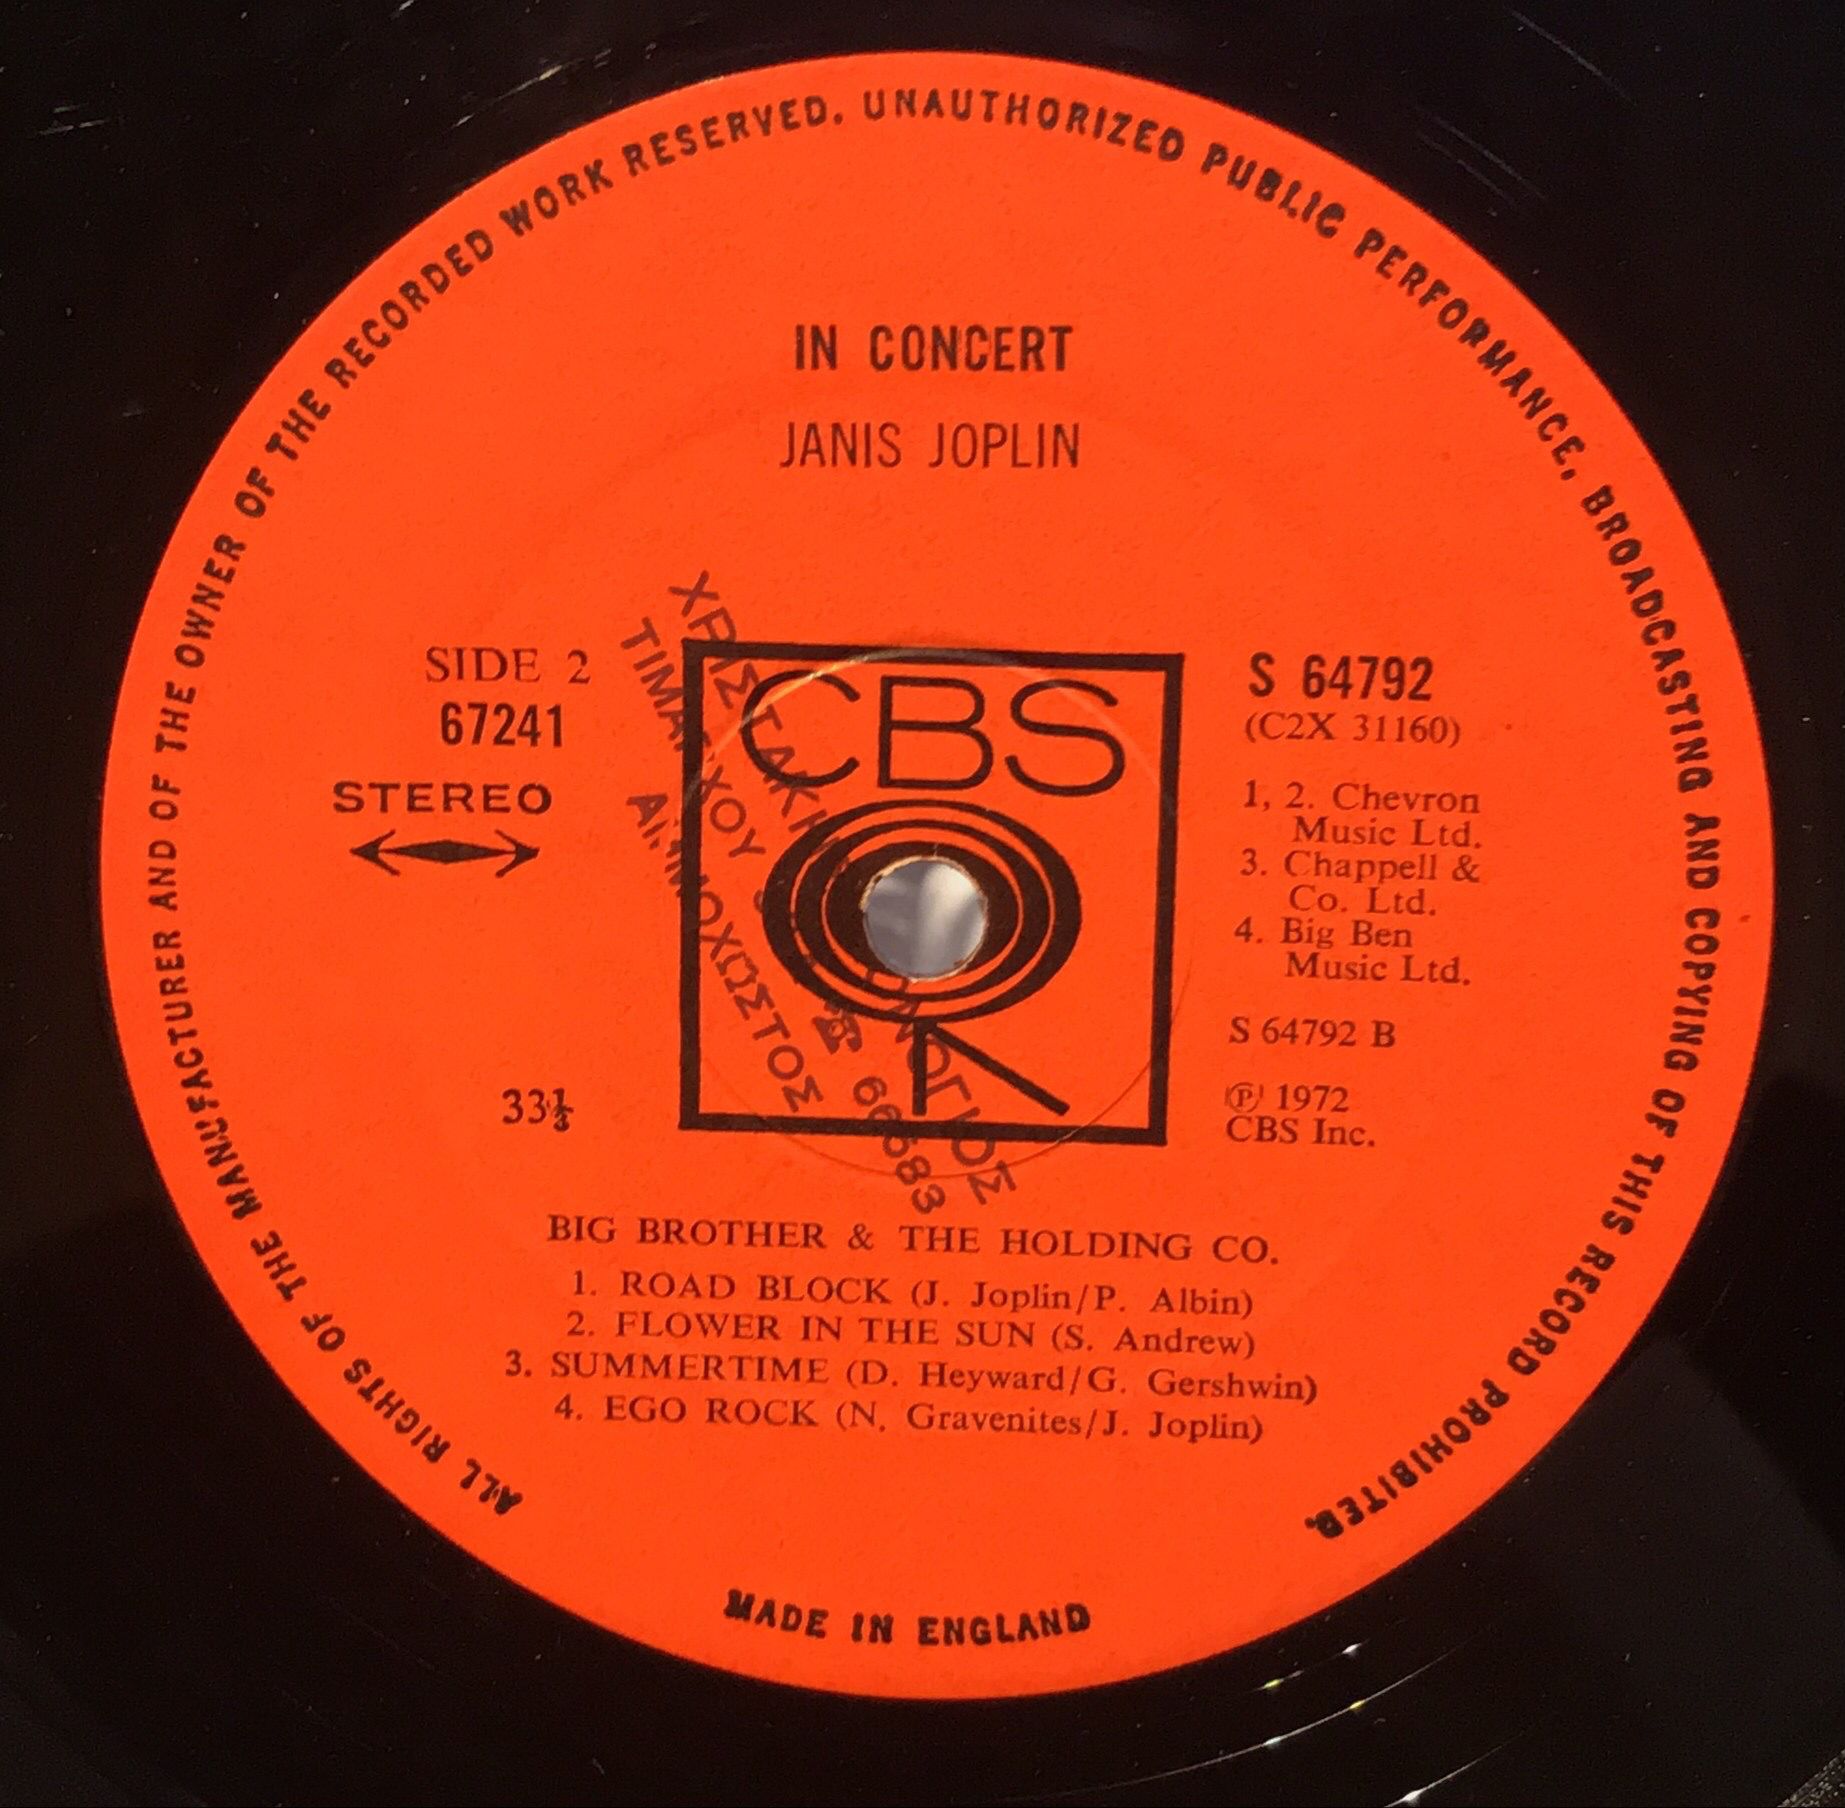 ALL RIGHTS OF THE MANUFACTURER AND OF THE OWNER OF THE RECORDED WORK RESERVED. UNAUTHORIZED PUBLIC PERFORMANCE, BROADCASTING AND COPYING OF THIS RECORD PROHIBITED.
IN CONCERT
JANIS JOPLIN
SIDE 2
67241
STEREO
33⅓
CBS
S 64792
(C2X 31160)
1, 2. Chevron
Music Ltd.
3. Chappell &
Co. Ltd.
4. Big Ben
Music Ltd.
S 64792 B
Ⓟ 1972
CBS Inc.
ΑΜΜΟΧΩΣΤΟΣ
BIG BROTHER & THE HOLDING CO.
1. ROAD BLOCK (J. Joplin/P. Albin)
2. FLOWER IN THE SUN (S. Andrew)
3. SUMMERTIME (D. Heyward/G. Gershwin)
4. EGO ROCK (N. Gravenites/J. Joplin)
MADE IN ENGLAND